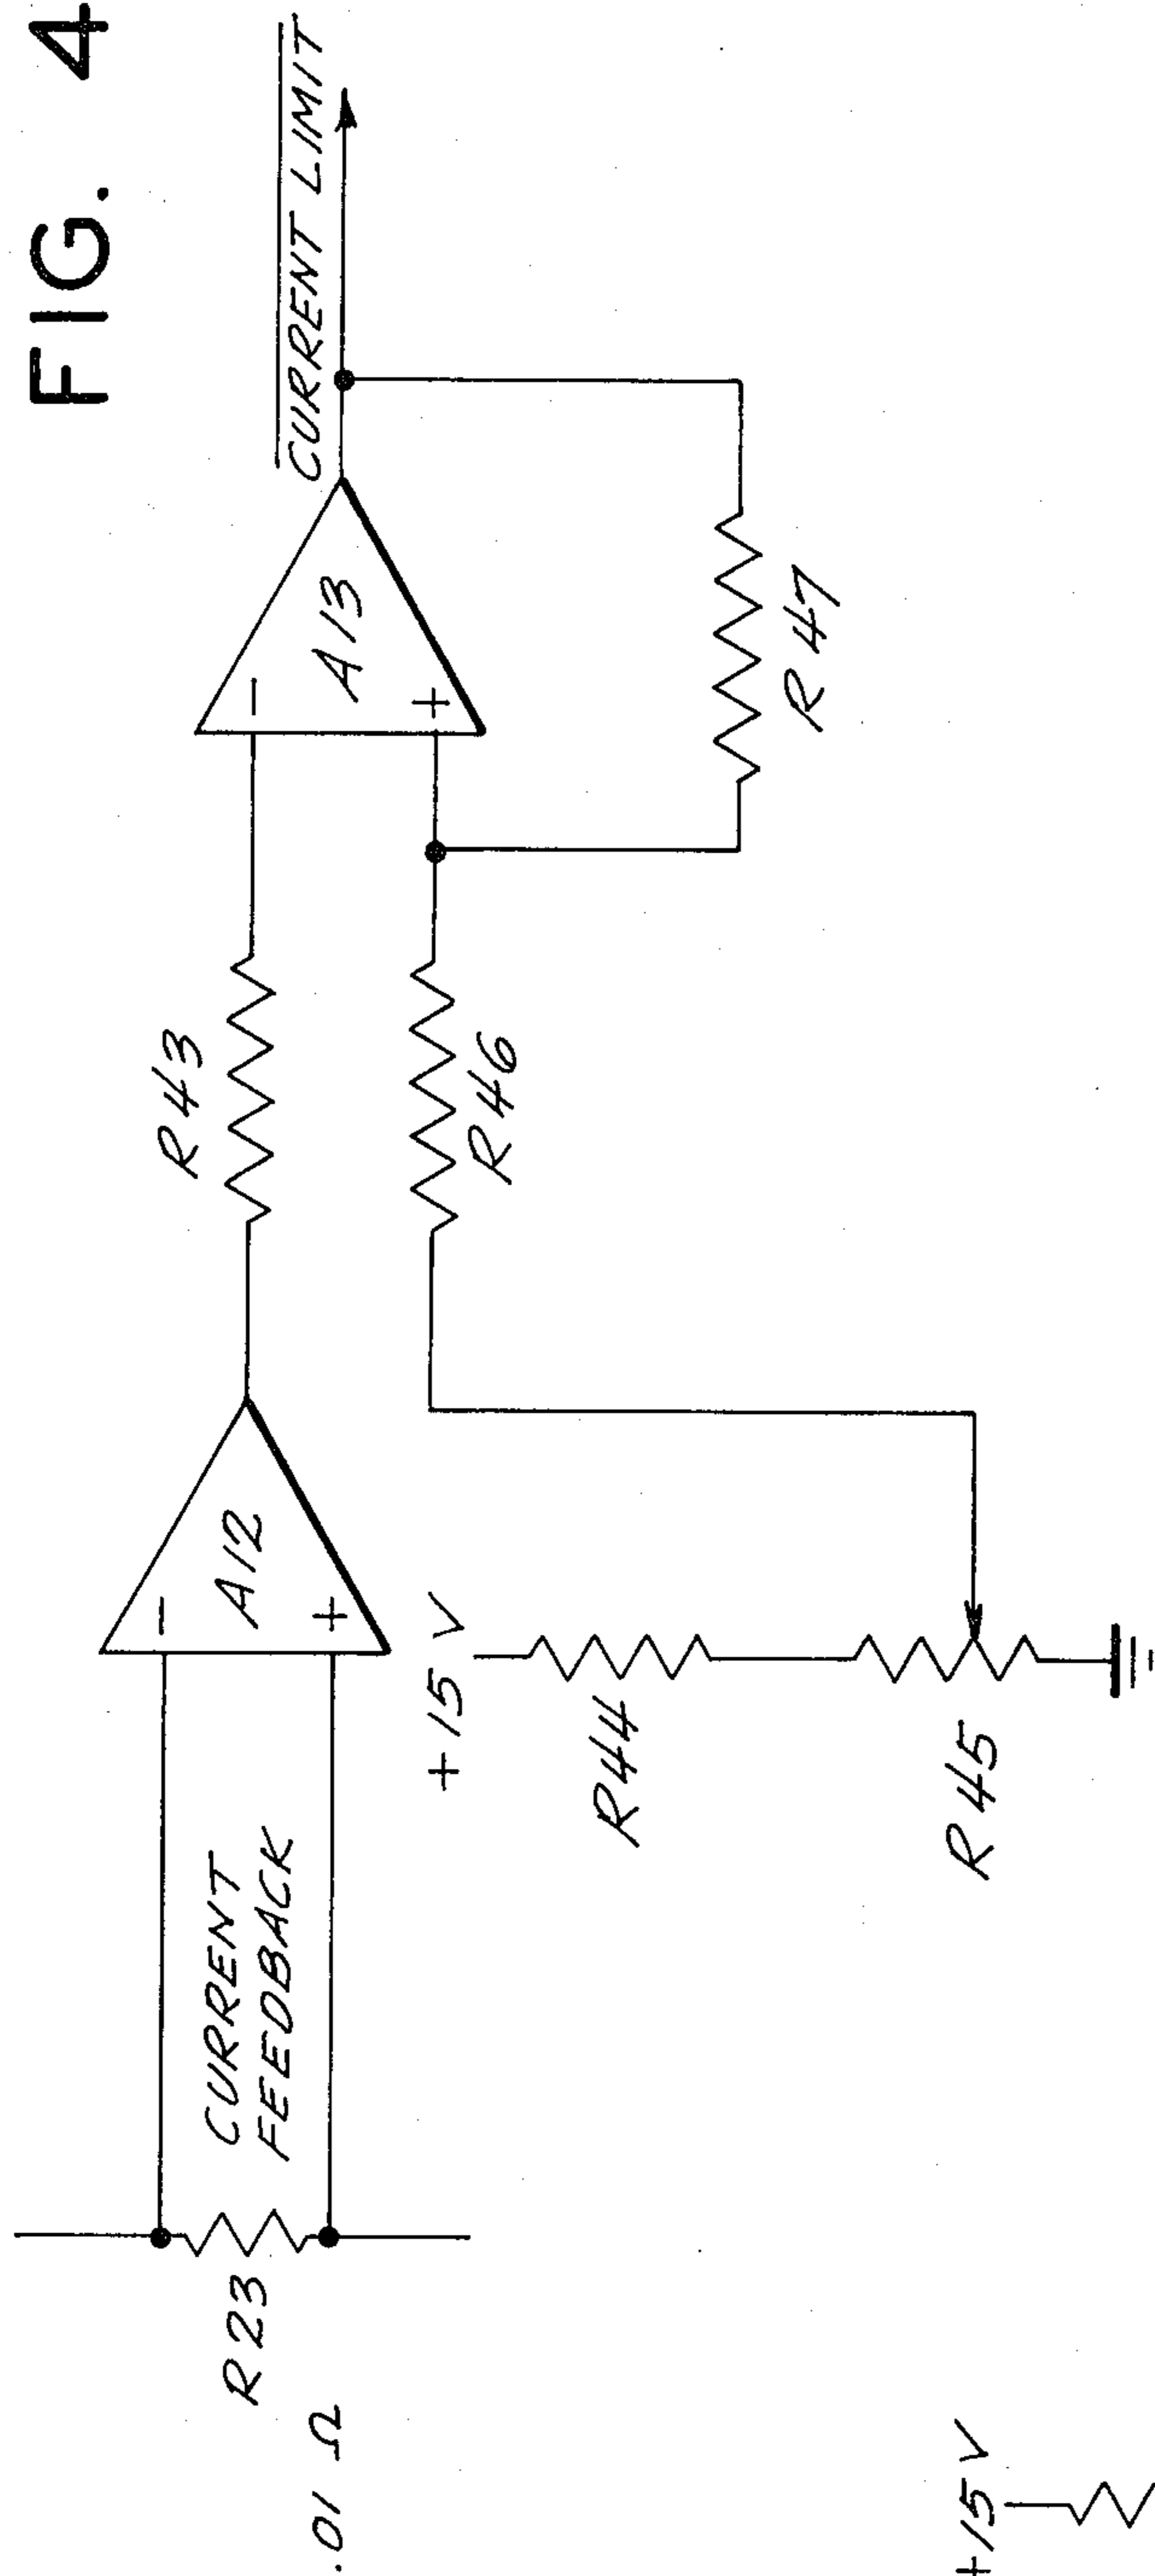 FIG. 4
CURRENT LIMIT
A13
-
+
R47
R43
R46
A12
-
+
+15 V
R44
R45
CURRENT
FEEDBACK
R23
.01 Ω
+15 V